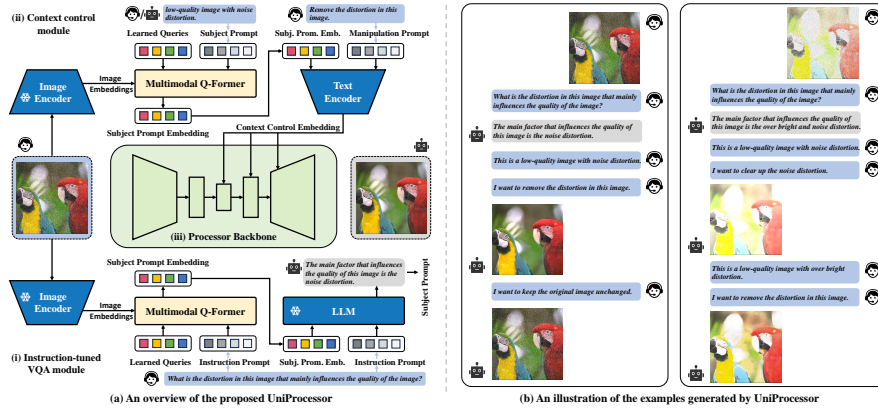 (ii) Context control
module
low-quality image with noise
distortion.
Remove the distortion in this
image.
Learned Queries
Subject Prompt
Subj. Prom. Emb.
Manipulation Prompt
Image
Encoder
Image
Embeddings
Multimodal Q-Former
Text
Encoder
Subject Prompt Embedding
Context Control Embedding
(iii) Processor Backbone
Subject Prompt Embedding
The main factor that influences
the quality of this image is the
noise distortion.
Subject Prompt
Image
Encoder
Image
Embeddings
Multimodal Q-Former
LLM
(i) Instruction-tuned
VQA module
Learned Queries
Instruction Prompt
Subj. Prom. Emb.
Instruction Prompt
What is the distortion in this image that mainly influences the quality of the image?
(a) An overview of the proposed UniProcessor
What is the distortion in this image that mainly
influences the quality of the image?
The main factor that influences the quality of
this image is the noise distortion.
This is a low-quality image with noise distortion.
I want to remove the distortion in this image.
I want to keep the original image unchanged.
What is the distortion in this image that mainly
influences the quality of the image?
The main factor that influences the quality of
this image is the over bright and noise distortion.
This is a low-quality image with noise distortion.
I want to clear up the noise distortion.
This is a low-quality image with over bright
distortion.
I want to remove the distortion in this image.
(b) An illustration of the examples generated by UniProcessor